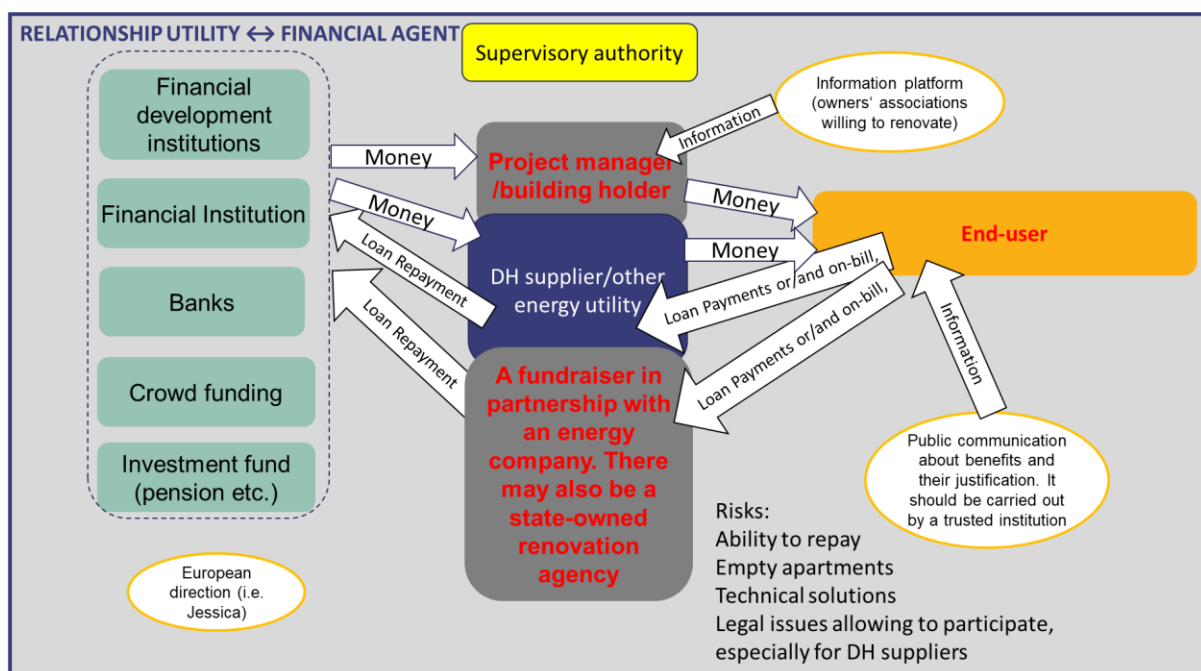 RELATIONSHIP UTILITY ↔ FINANCIAL AGENT
Supervisory authority
Financial
development
institutions
Financial Institution
Banks
Crowd funding
Investment fund
(pension etc.)
European
direction (i.e.
Jessica)
Money
Money
Loan Repayment
Loan Repayment
Project manager
/building holder
DH supplier/other
energy utility
A fundraiser in
partnership with
an energy
company. There
may also be a
state-owned
renovation
agency
Information
Information platform
(owners‘ associations
willing to renovate)
Money
Money
Loan Payments or/and on-bill,
Loan Payments or/and on-bill,
End-user
Information
Public communication
about benefits and
their justification. It
should be carried out
by a trusted institution
Risks:
Ability to repay
Empty apartments
Technical solutions
Legal issues allowing to participate,
especially for DH suppliers